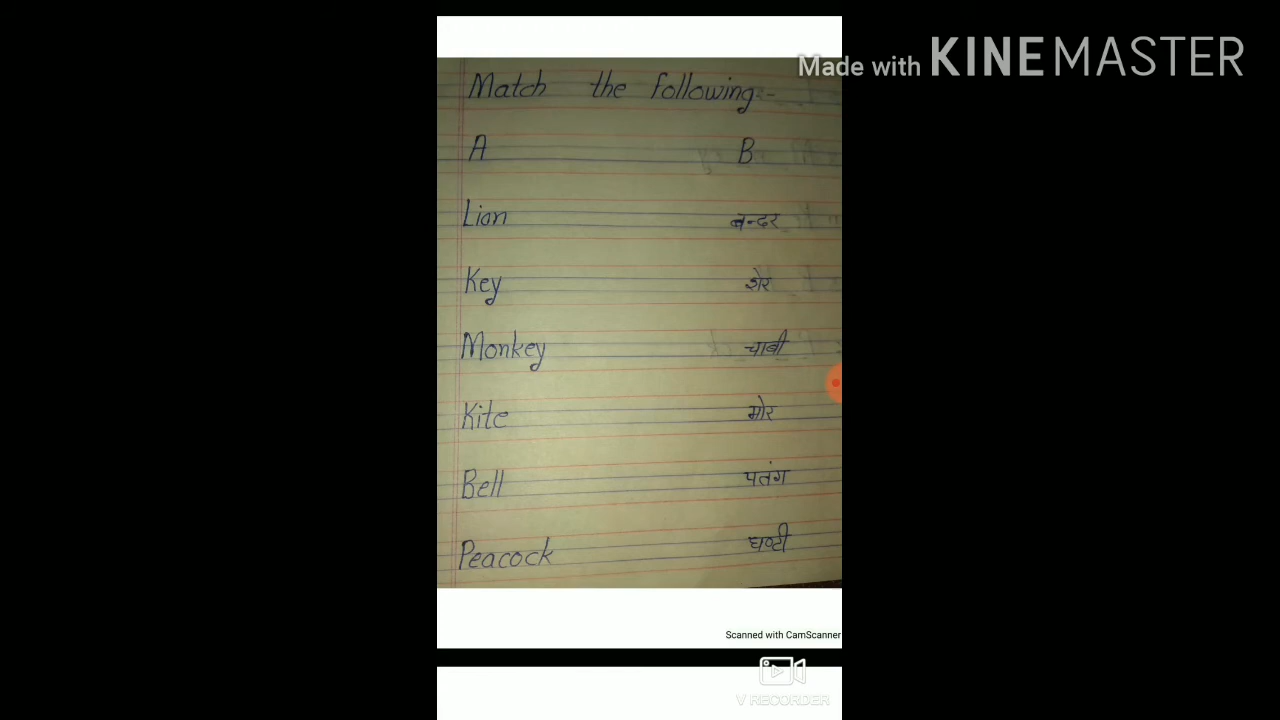 Made with KINEMASTER
Match the following:-
A B
Lion बन्दर
Key शेर
Monkey चाबी
Kite मोर
Bell पतंग
Peacock घण्टी
Scanned with CamScanner
V RECORDER